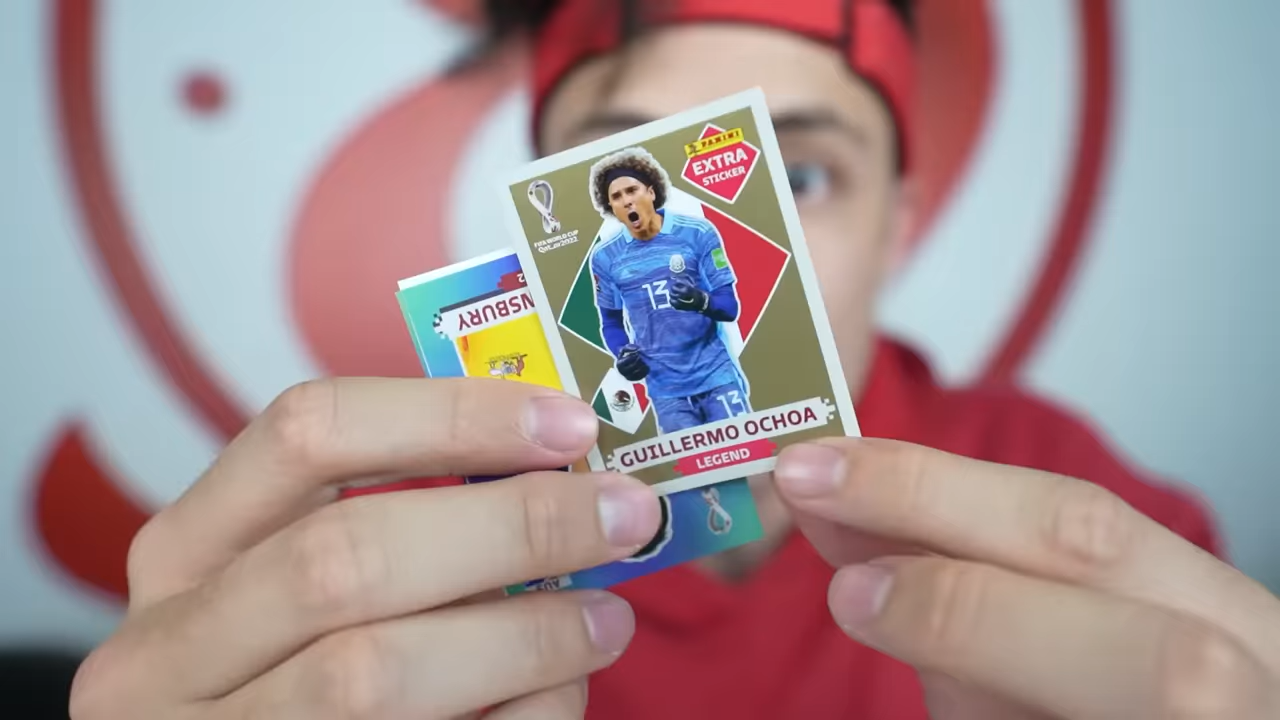 PANINI
EXTRA
STICKER
FIFA WORLD CUP
Qatar2022
13
13
GUILLERMO OCHOA
LEGEND
NSBURY